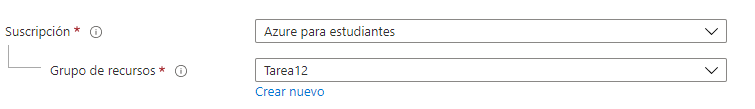 Suscripción * Azure para estudiantes
Grupo de recursos * Tarea12
Crear nuevo